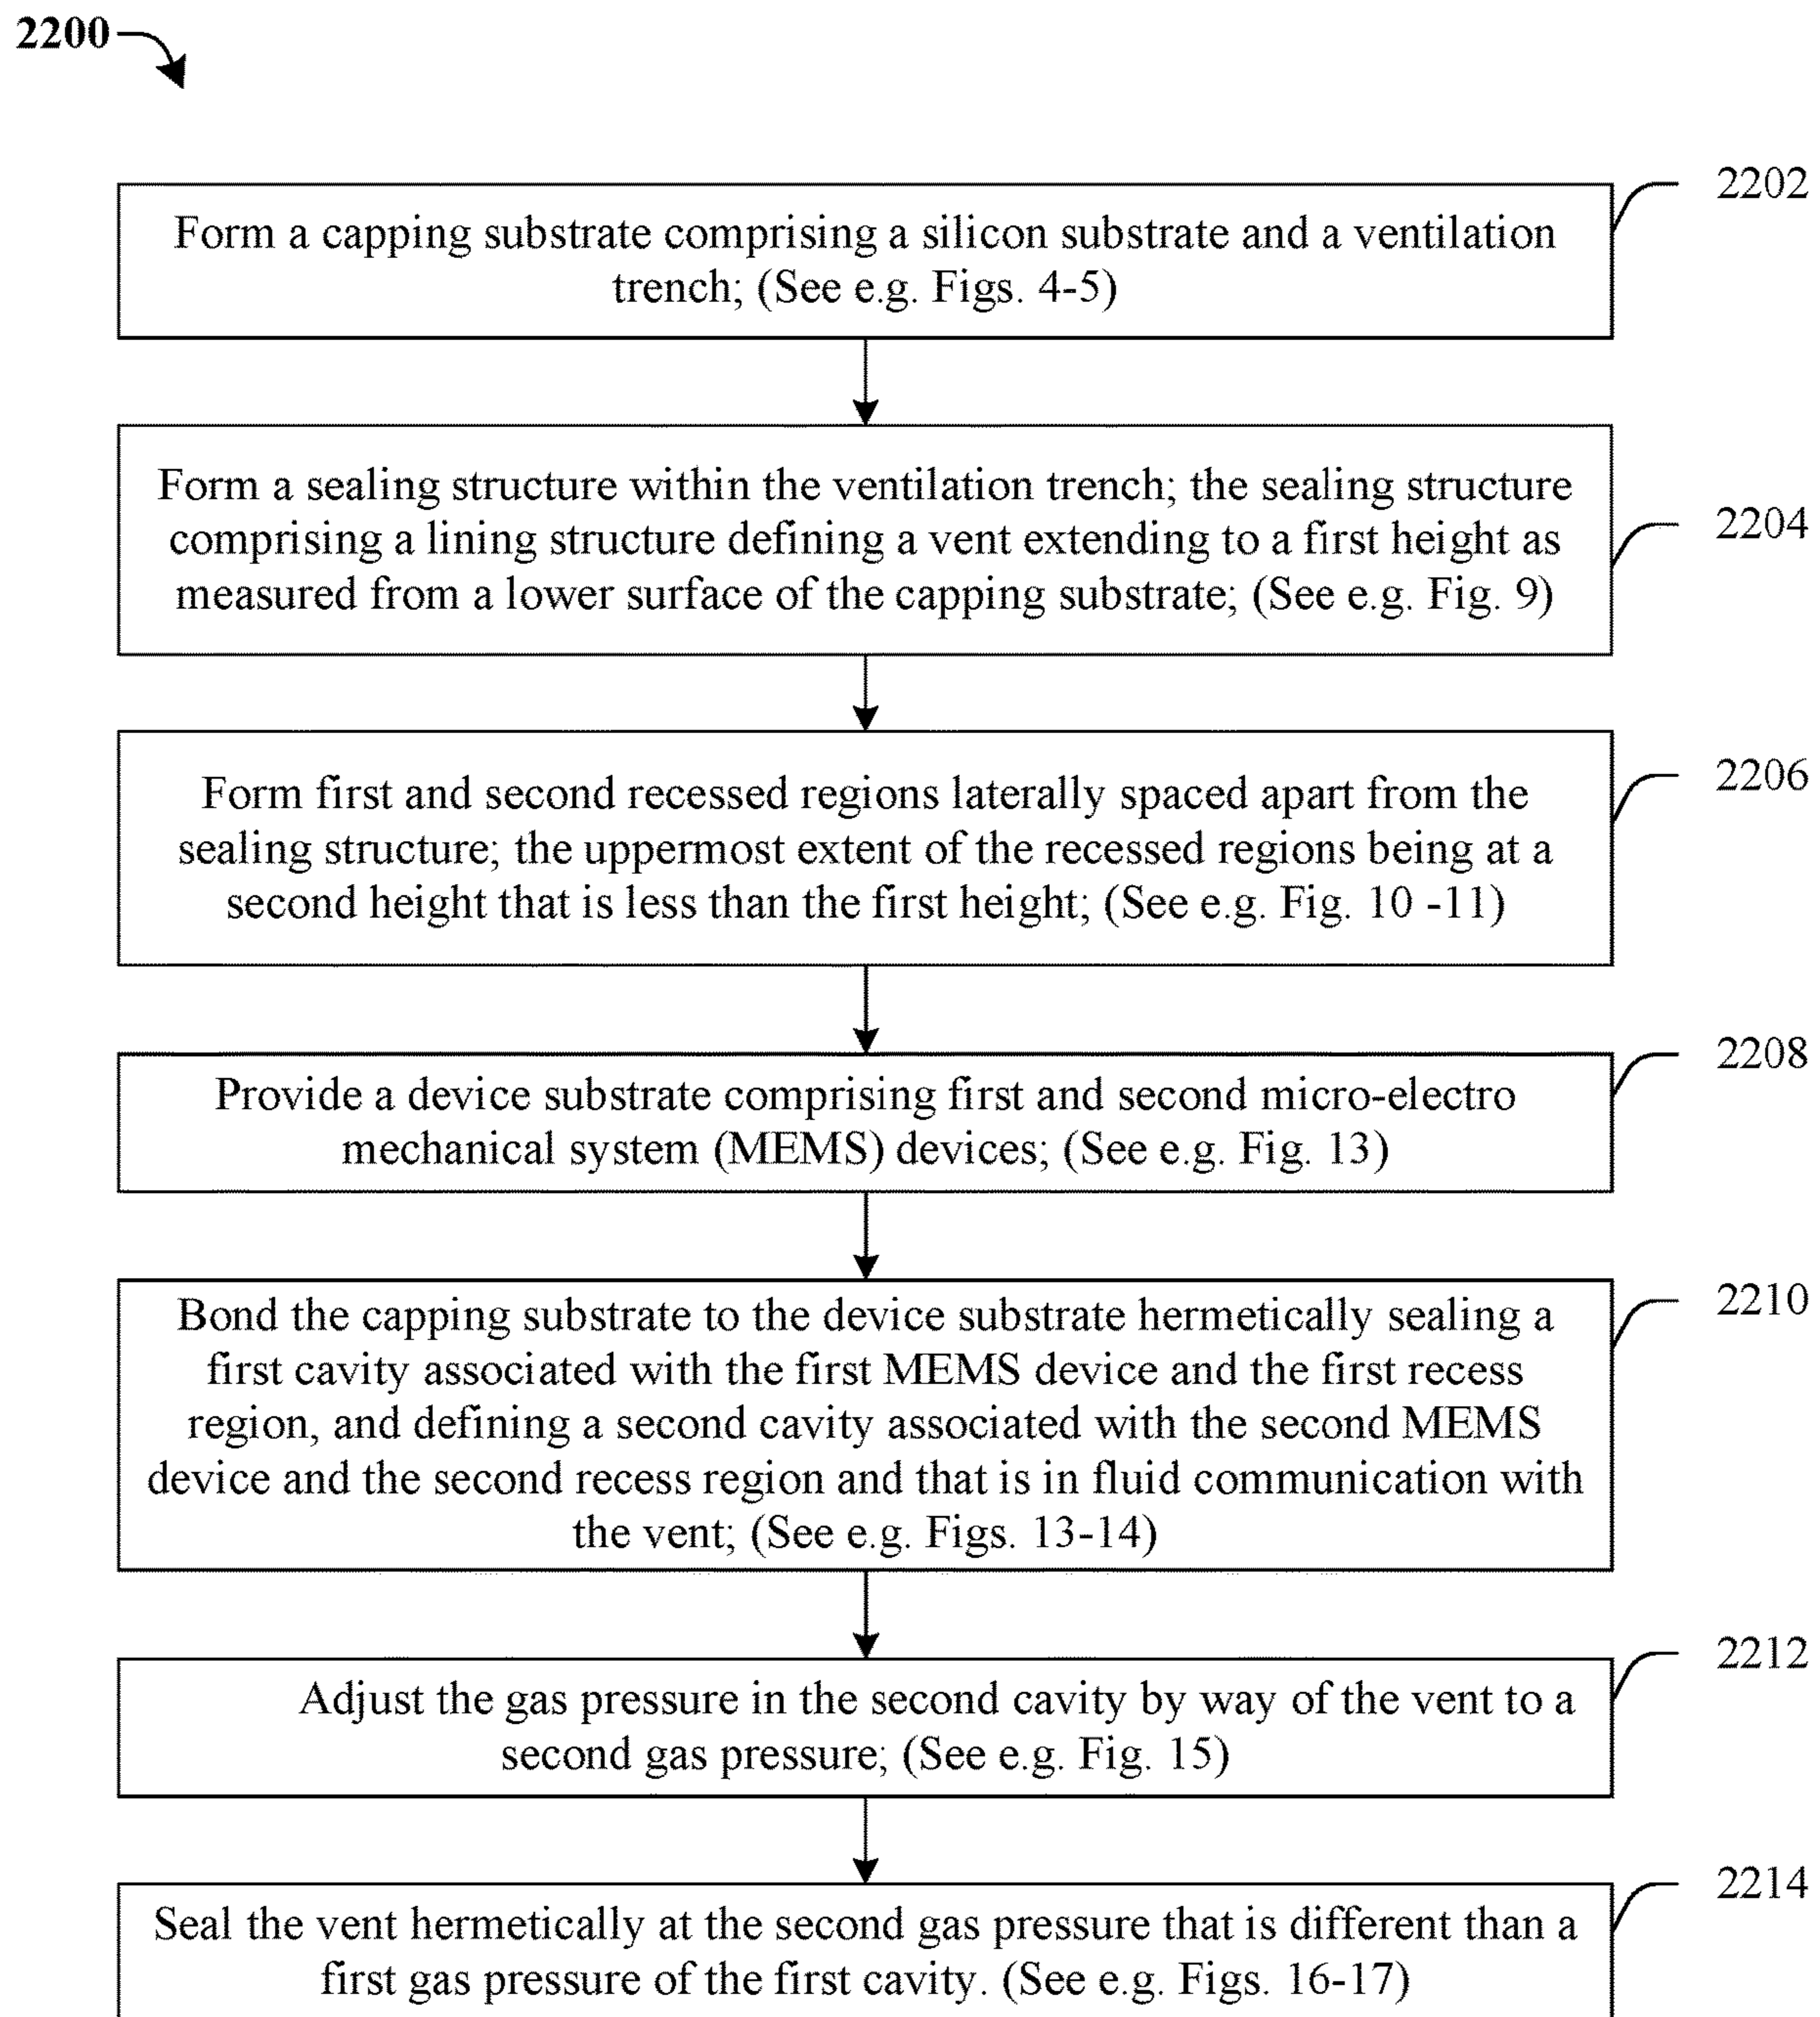 2200
2202
Form a capping substrate comprising a silicon substrate and a ventilation
trench; (See e.g. Figs. 4-5)
2204
Form a sealing structure within the ventilation trench; the sealing structure
comprising a lining structure defining a vent extending to a first height as
measured from a lower surface of the capping substrate; (See e.g. Fig. 9)
2206
Form first and second recessed regions laterally spaced apart from the
sealing structure; the uppermost extent of the recessed regions being at a
second height that is less than the first height; (See e.g. Fig. 10 -11)
2208
Provide a device substrate comprising first and second micro-electro
mechanical system (MEMS) devices; (See e.g. Fig. 13)
2210
Bond the capping substrate to the device substrate hermetically sealing a
first cavity associated with the first MEMS device and the first recess
region, and defining a second cavity associated with the second MEMS
device and the second recess region and that is in fluid communication with
the vent; (See e.g. Figs. 13-14)
2212
Adjust the gas pressure in the second cavity by way of the vent to a
second gas pressure; (See e.g. Fig. 15)
2214
Seal the vent hermetically at the second gas pressure that is different than a
first gas pressure of the first cavity. (See e.g. Figs. 16-17)